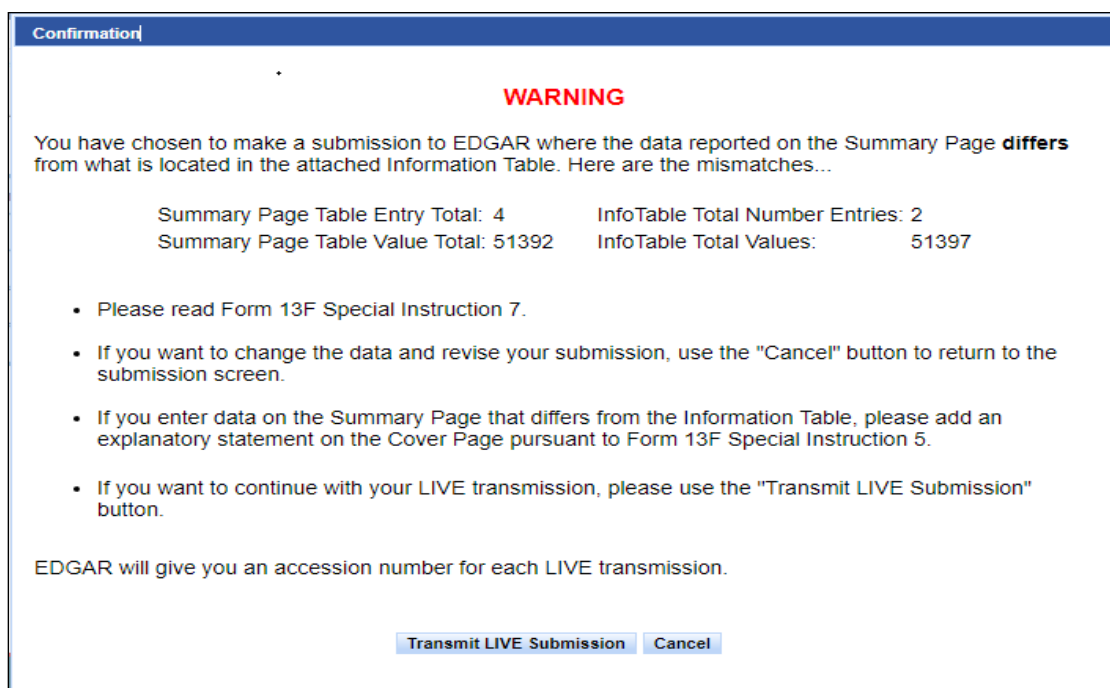 Confirmation
WARNING
You have chosen to make a submission to EDGAR where the data reported on the Summary Page differs
from what is located in the attached Information Table. Here are the mismatches...
Summary Page Table Entry Total: 4 InfoTable Total Number Entries: 2
Summary Page Table Value Total: 51392 InfoTable Total Values: 51397
• Please read Form 13F Special Instruction 7.
• If you want to change the data and revise your submission, use the "Cancel" button to return to the
submission screen.
• If you enter data on the Summary Page that differs from the Information Table, please add an
explanatory statement on the Cover Page pursuant to Form 13F Special Instruction 5.
• If you want to continue with your LIVE transmission, please use the "Transmit LIVE Submission"
button.
EDGAR will give you an accession number for each LIVE transmission.
Transmit LIVE Submission Cancel